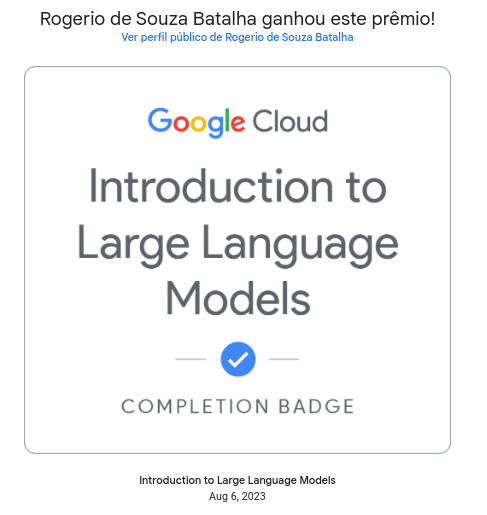 Rogerio de Souza Batalha ganhou este prêmio!
Ver perfil público de Rogerio de Souza Batalha
Google Cloud
Introduction to
Large Language
Models
COMPLETION BADGE
Introduction to Large Language Models
Aug 6, 2023